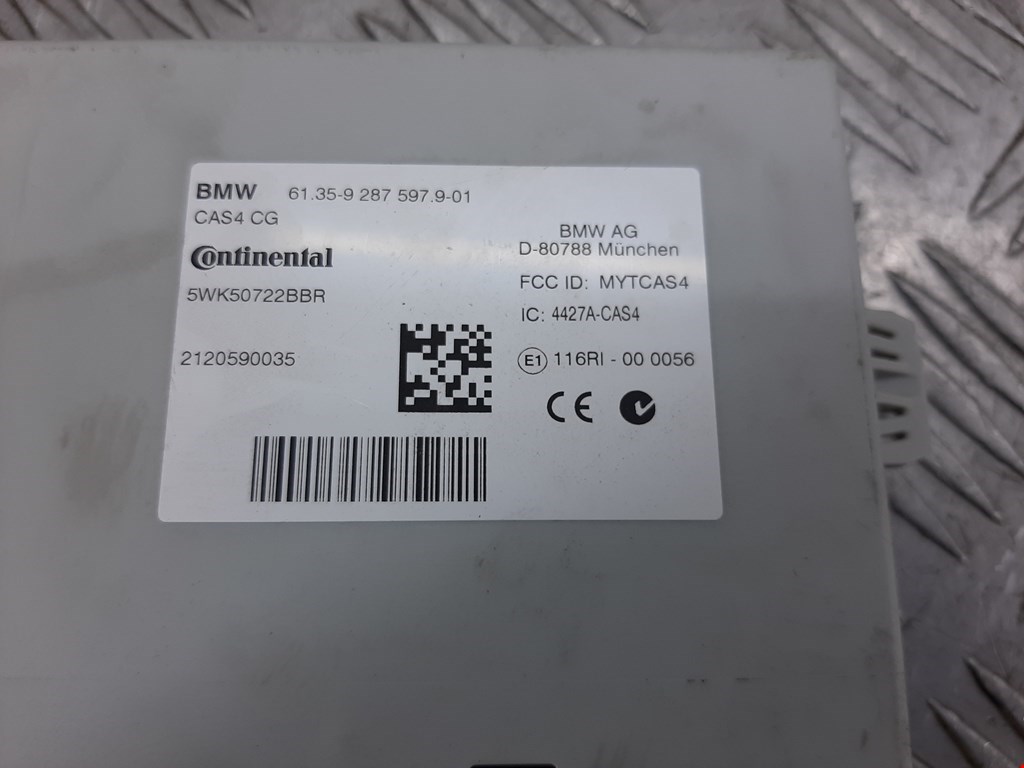 BMW 61.35-9 287 597.9-01
CAS4 CG
Continental
5WK50722BBR
2120590035
BMW AG
D-80788 München
FCC ID: MYTCAS4
IC: 4427A-CAS4
E1 116RI - 00 0056
CE